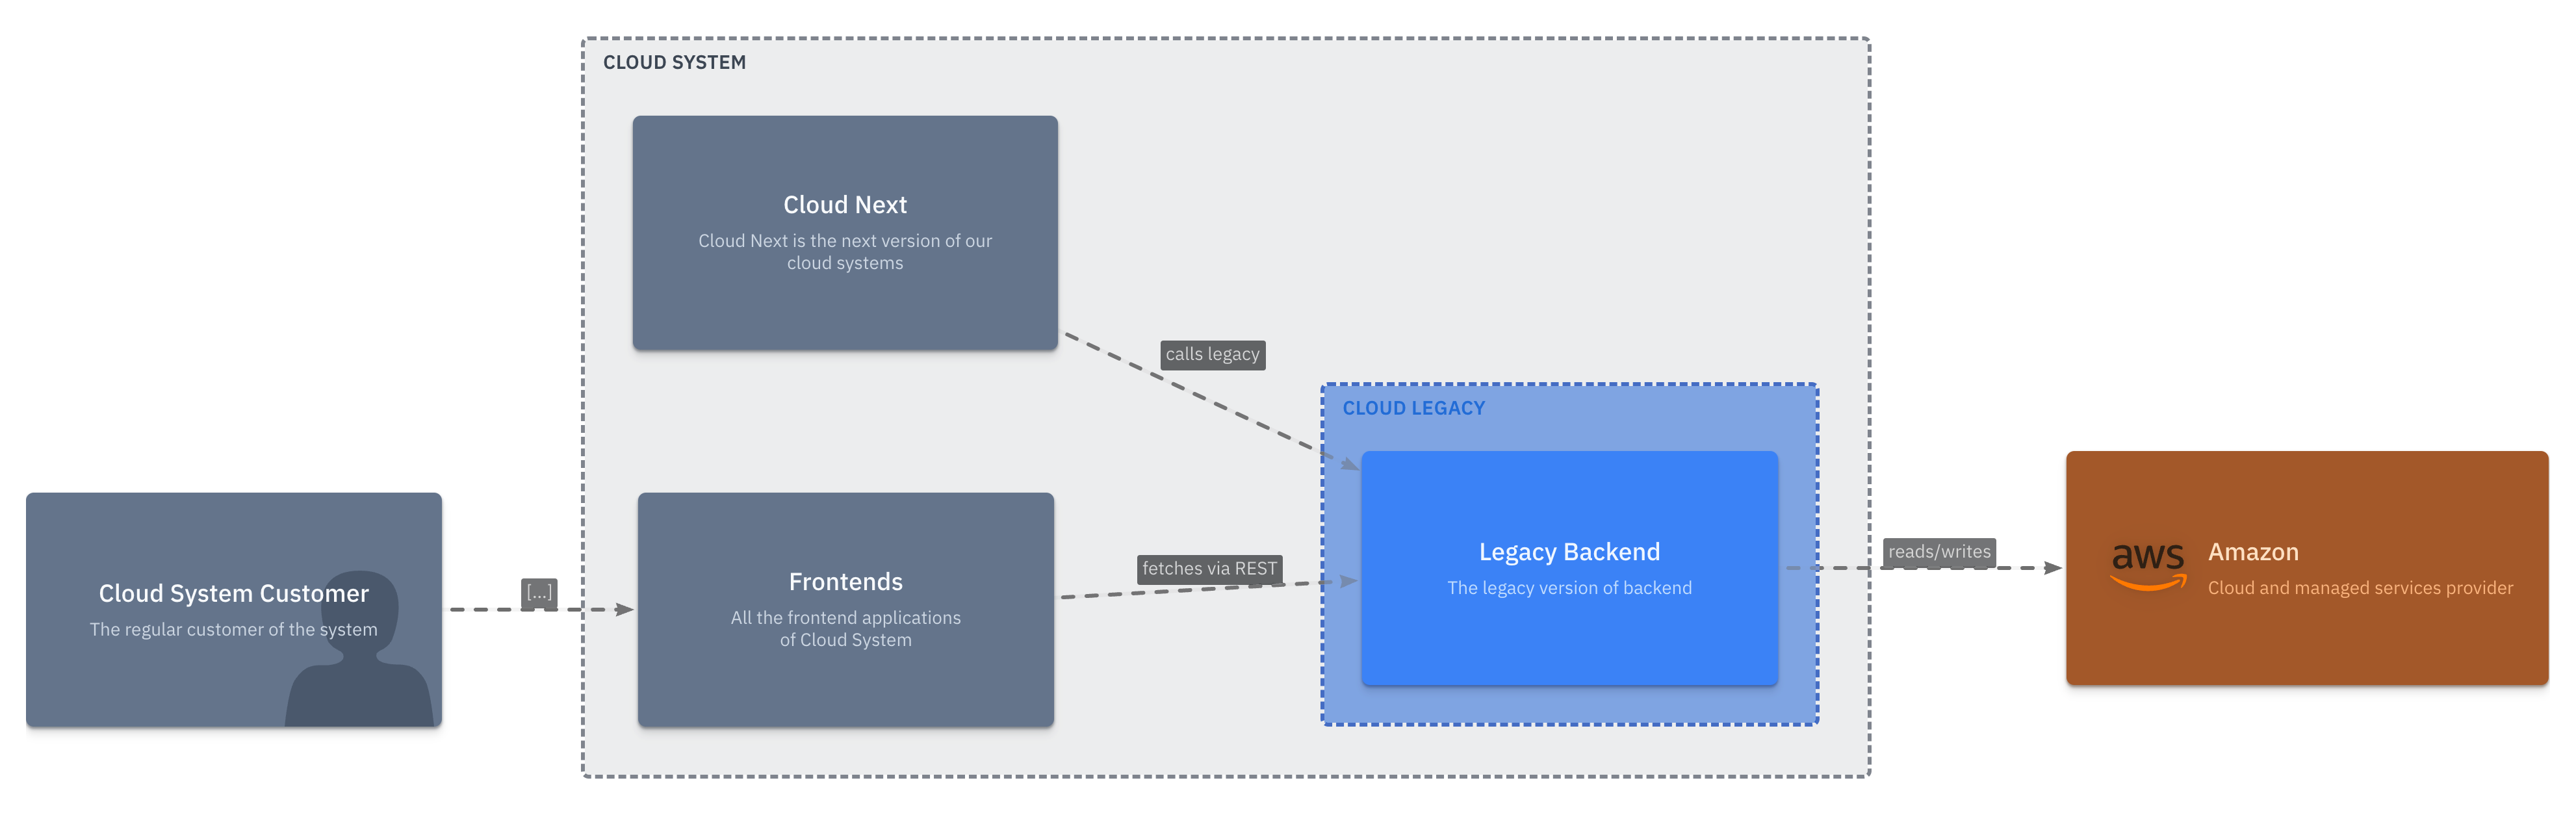 CLOUD SYSTEM
Cloud Next
Cloud Next is the next version of our
cloud systems
calls legacy
CLOUD LEGACY
Cloud System Customer
The regular customer of the system
[...]
Frontends
All the frontend applications
of Cloud System
fetches via REST
Legacy Backend
The legacy version of backend
reads/writes
aws
Amazon
Cloud and managed services provider